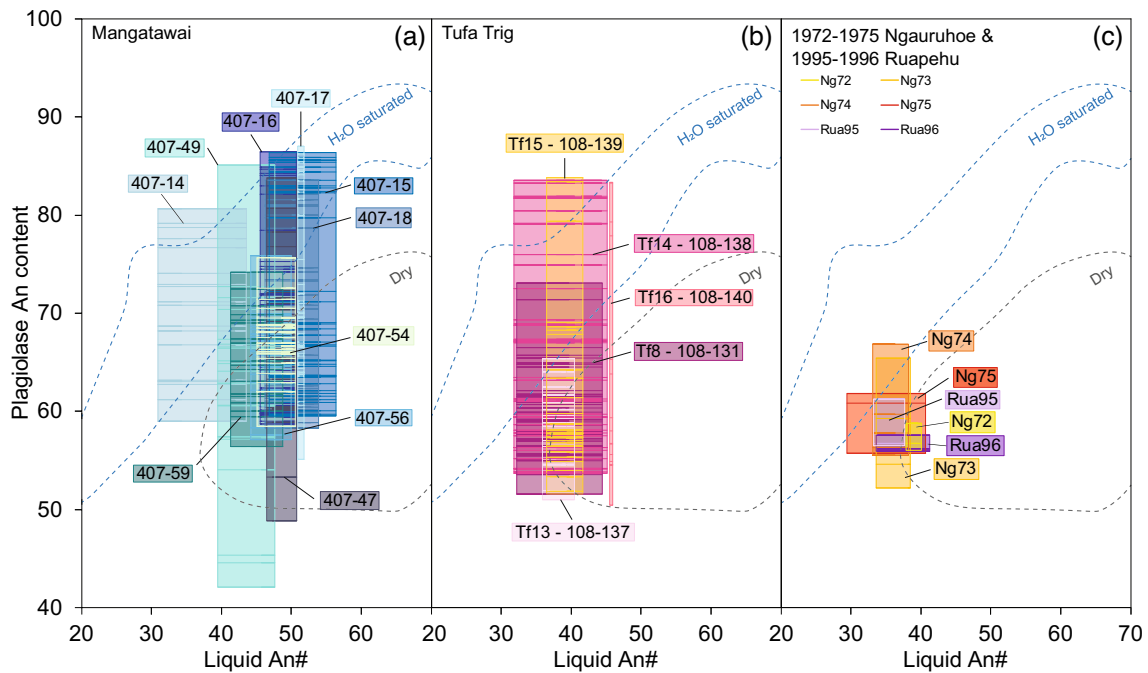 Mangatawai
(a)
407-17
407-16
407-49
407-14
H₂O saturated
407-15
407-18
Dry
407-54
407-56
407-59
407-47
Tufa Trig
(b)
Tf15 - 108-139
H₂O saturated
Tf14 - 108-138
Dry
Tf16 - 108-140
Tf8 - 108-131
Tf13 - 108-137
1972-1975 Ngauruhoe &
1995-1996 Ruapehu
(c)
Ng72 Ng73
Ng74 Ng75
Rua95 Rua96
H₂O saturated
Dry
Ng74
Ng75
Rua95
Ng72
Rua96
Ng73
Plagiolase An content
100
90
80
70
60
50
40
20 30 40 50 60 20 30 40 50 60 20 30 40 50 60 70
Liquid An# Liquid An# Liquid An#